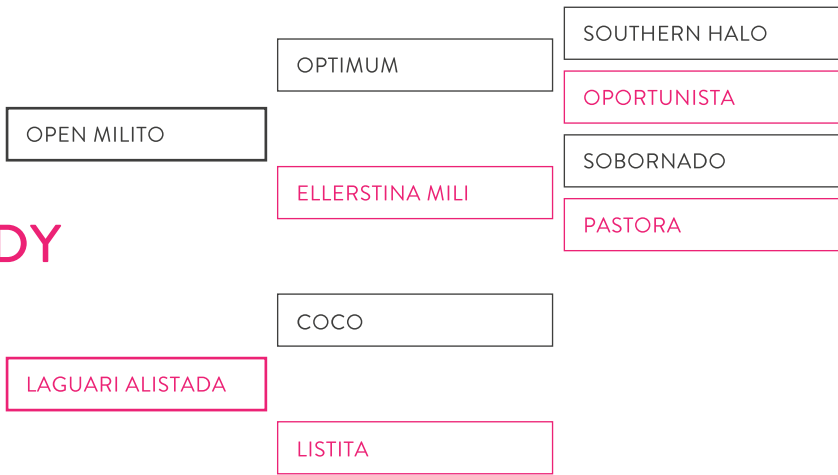 SOUTHERN HALO
OPTIMUM
OPORTUNISTA
OPEN MILITO
SOBORNADO
ELLERSTINA MILI
PASTORA
DY
COCO
LAGUARI ALISTADA
LISTITA